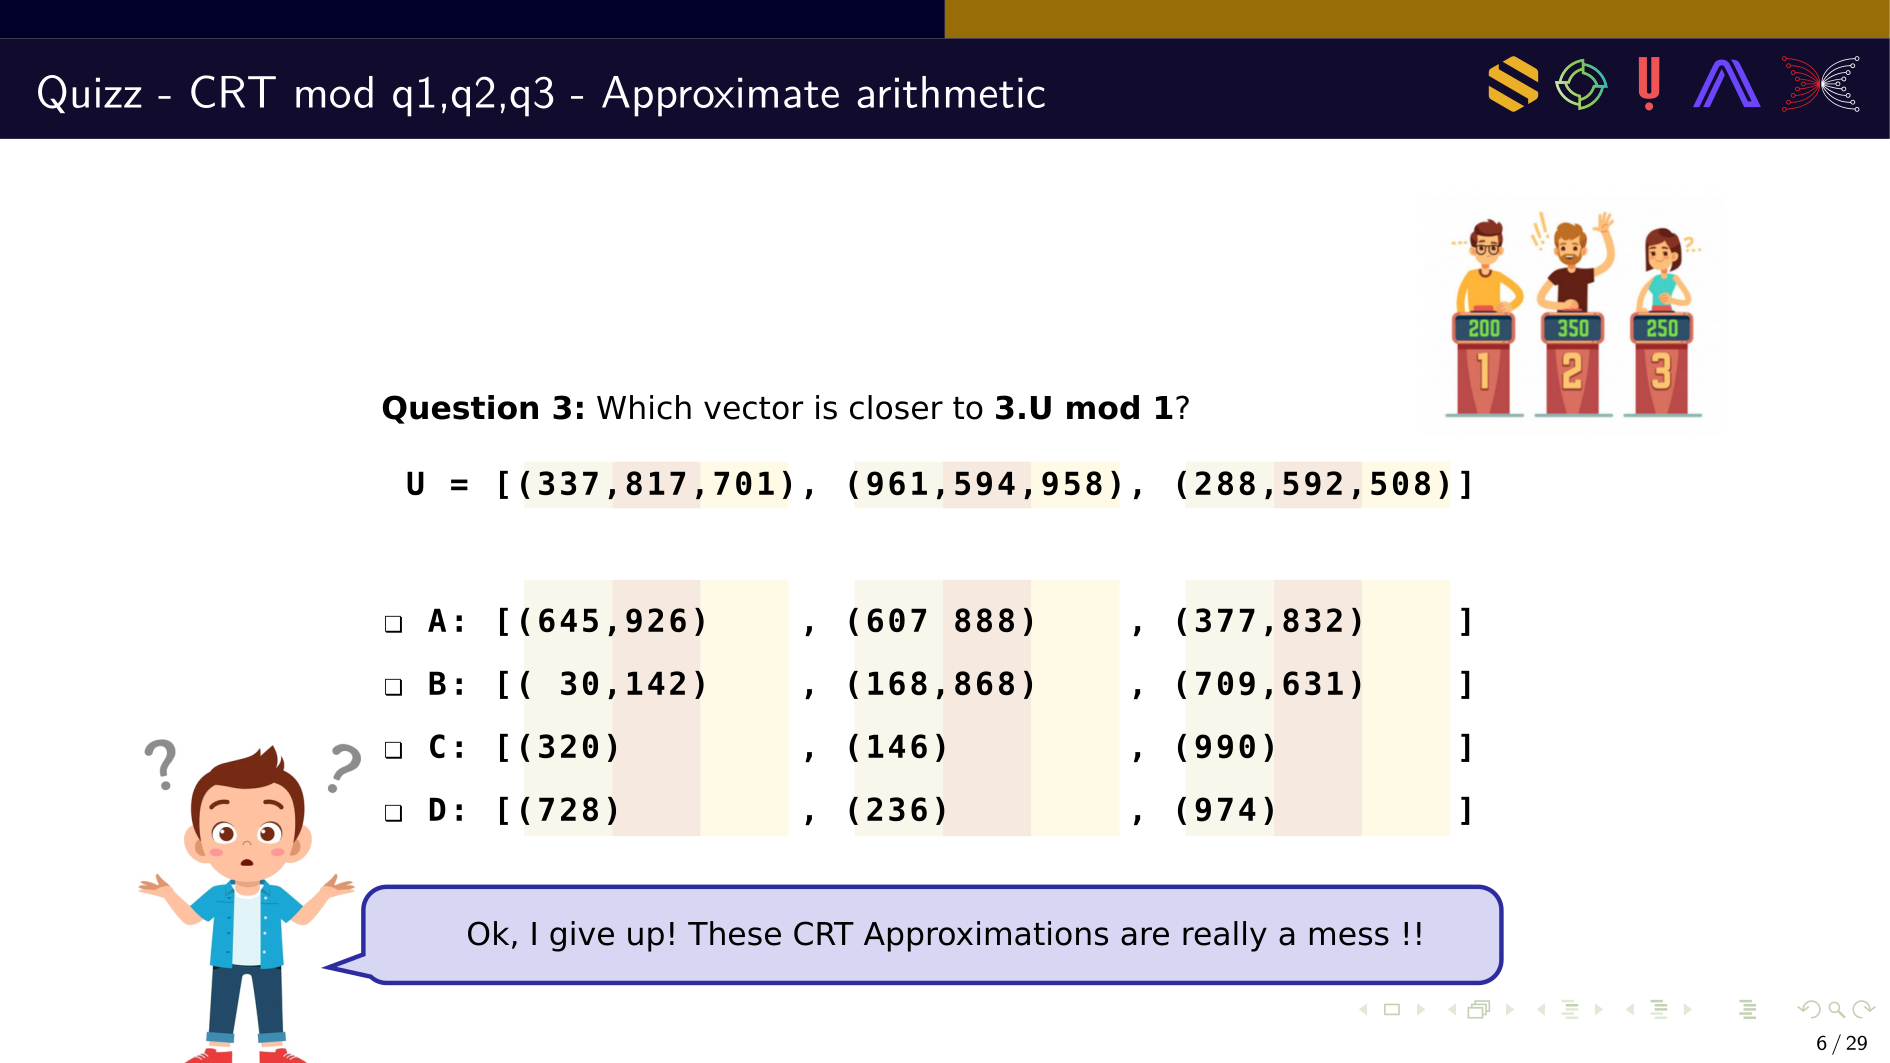 Quizz - CRT mod q1,q2,q3 - Approximate arithmetic
200 350 250
1 2 3
Question 3: Which vector is closer to 3.U mod 1?
U = [(337,817,701), (961,594,958), (288,592,508)]
❏ A: [(645,926) , (607 888) , (377,832) ]
❏ B: [( 30,142) , (168,868) , (709,631) ]
❏ C: [(320) , (146) , (990) ]
❏ D: [(728) , (236) , (974) ]
? ?
Ok, I give up! These CRT Approximations are really a mess !!
6 / 29